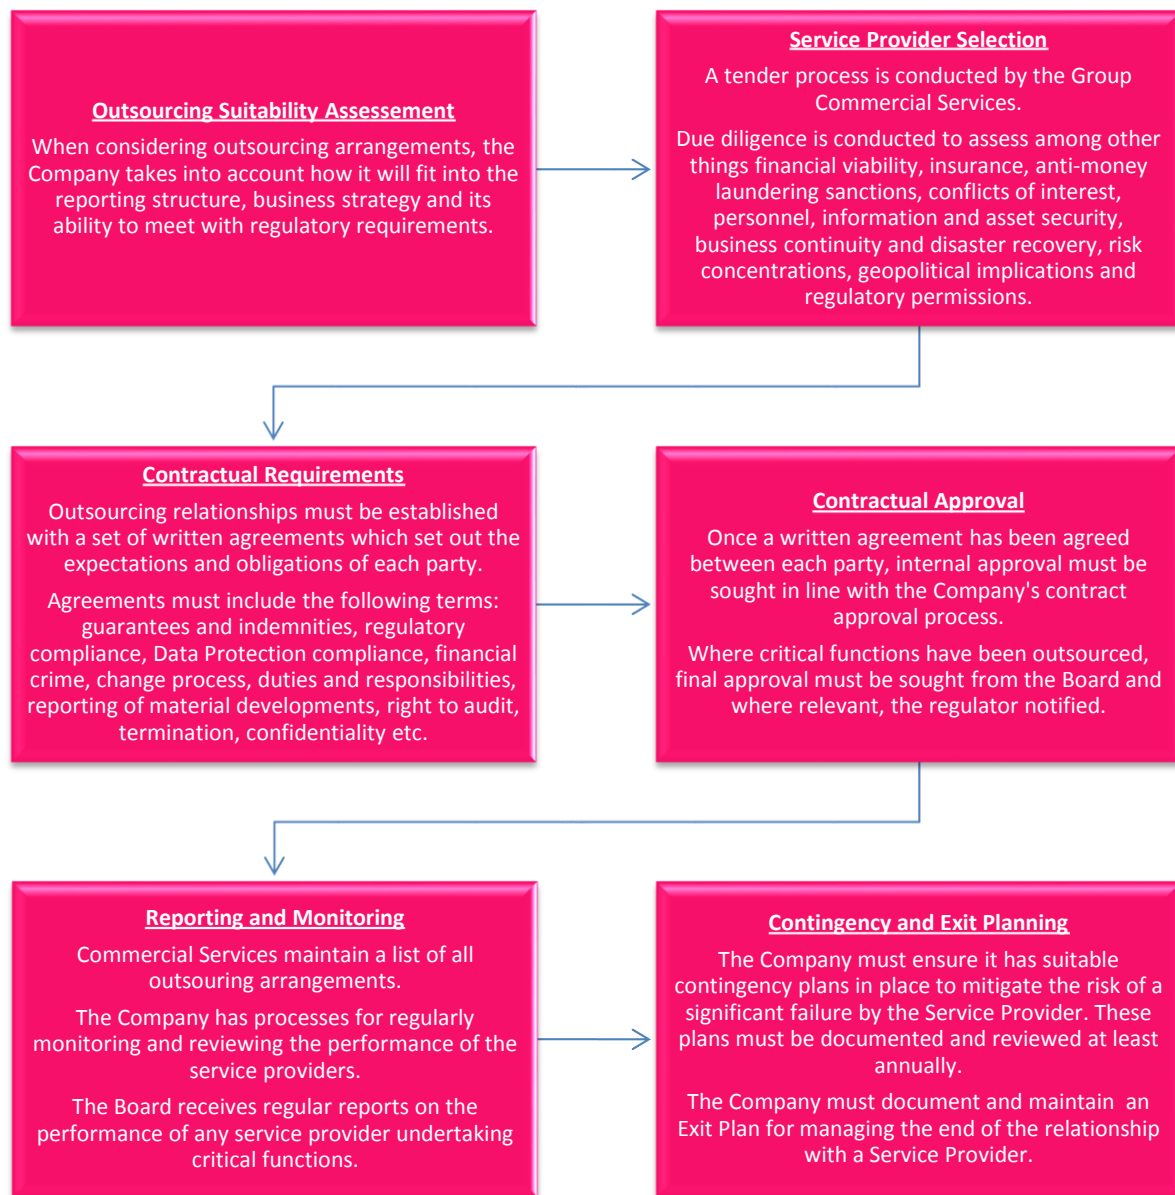 Outsourcing Suitability Assessement
When considering outsourcing arrangements, the
Company takes into account how it will fit into the
reporting structure, business strategy and its
ability to meet with regulatory requirements.
Service Provider Selection
A tender process is conducted by the Group
Commercial Services.
Due diligence is conducted to assess among other
things financial viability, insurance, anti-money
laundering sanctions, conflicts of interest,
personnel, information and asset security,
business continuity and disaster recovery, risk
concentrations, geopolitical implications and
regulatory permissions.
Contractual Requirements
Outsourcing relationships must be established
with a set of written agreements which set out the
expectations and obligations of each party.
Agreements must include the following terms:
guarantees and indemnities, regulatory
compliance, Data Protection compliance, financial
crime, change process, duties and responsibilities,
reporting of material developments, right to audit,
termination, confidentiality etc.
Contractual Approval
Once a written agreement has been agreed
between each party, internal approval must be
sought in line with the Company's contract
approval process.
Where critical functions have been outsourced,
final approval must be sought from the Board and
where relevant, the regulator notified.
Reporting and Monitoring
Commercial Services maintain a list of all
outsouring arrangements.
The Company has processes for regularly
monitoring and reviewing the performance of the
service providers.
The Board receives regular reports on the
performance of any service provider undertaking
critical functions.
Contingency and Exit Planning
The Company must ensure it has suitable
contingency plans in place to mitigate the risk of a
significant failure by the Service Provider. These
plans must be documented and reviewed at least
annually.
The Company must document and maintain an
Exit Plan for managing the end of the relationship
with a Service Provider.